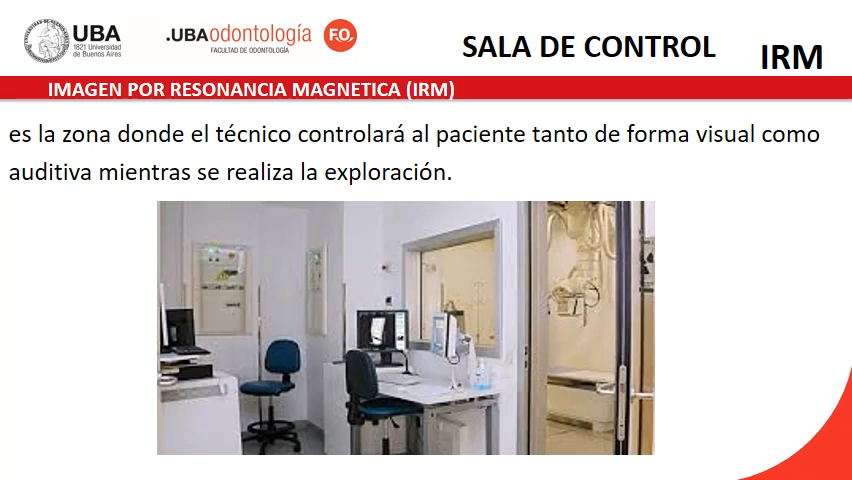 UBA
1821 Universidad
de Buenos Aires
.UBAodontología
FACULTAD DE ODONTOLOGÍA
F.O.
SALA DE CONTROL
IRM
IMAGEN POR RESONANCIA MAGNETICA (IRM)
es la zona donde el técnico controlará al paciente tanto de forma visual como
auditiva mientras se realiza la exploración.